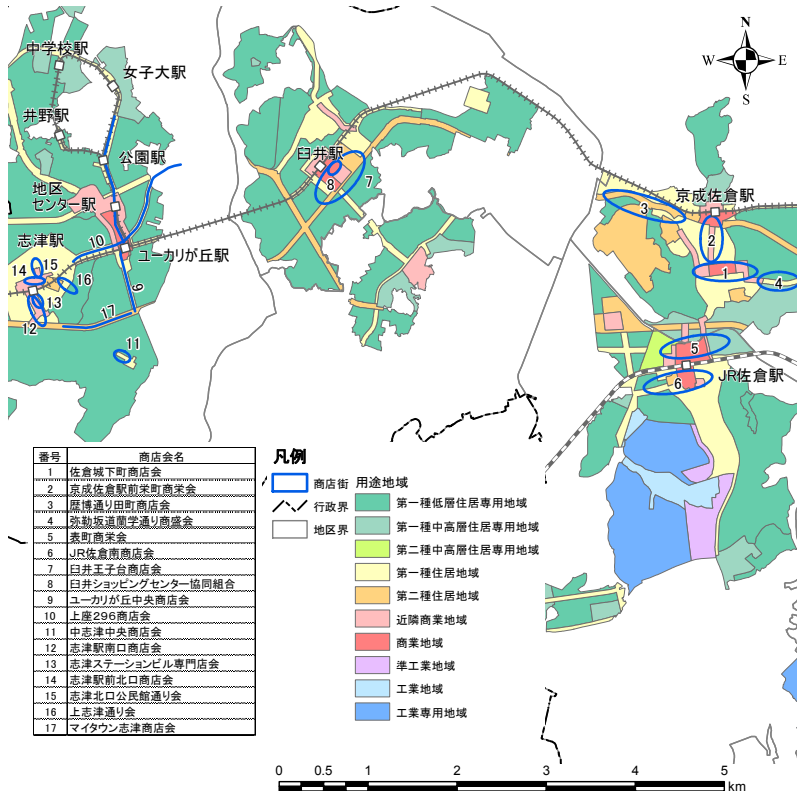 中学校駅
女子大駅
井野駅
公園駅
地区
センター駅
志津駅
ユーカリが丘駅
臼井駅
京成佐倉駅
JR佐倉駅
N
W
E
S
1
2
3
4
5
6
7
8
9
10
11
12
13
14
15
16
17
番号 商店会名
1 佐倉城下町商店会
2 京成佐倉駅前栄町商栄会
3 歴博通り田町商店会
4 弥勒坂道蘭学通り商盛会
5 表町商栄会
6 JR佐倉南商店会
7 臼井王子台商店会
8 臼井ショッピングセンター協同組合
9 ユーカリが丘中央商店会
10 上座296商店会
11 中志津中央商店会
12 志津駅南口商店会
13 志津ステーションビル専門店会
14 志津駅前北口商店会
15 志津北口公民館通り会
16 上志津通り会
17 マイタウン志津商店会
凡例
商店街
行政界
地区界
用途地域
第一種低層住居専用地域
第一種中高層住居専用地域
第二種中高層住居専用地域
第一種住居地域
第二種住居地域
近隣商業地域
商業地域
準工業地域
工業地域
工業専用地域
0 0.5 1 2 3 4 5
km